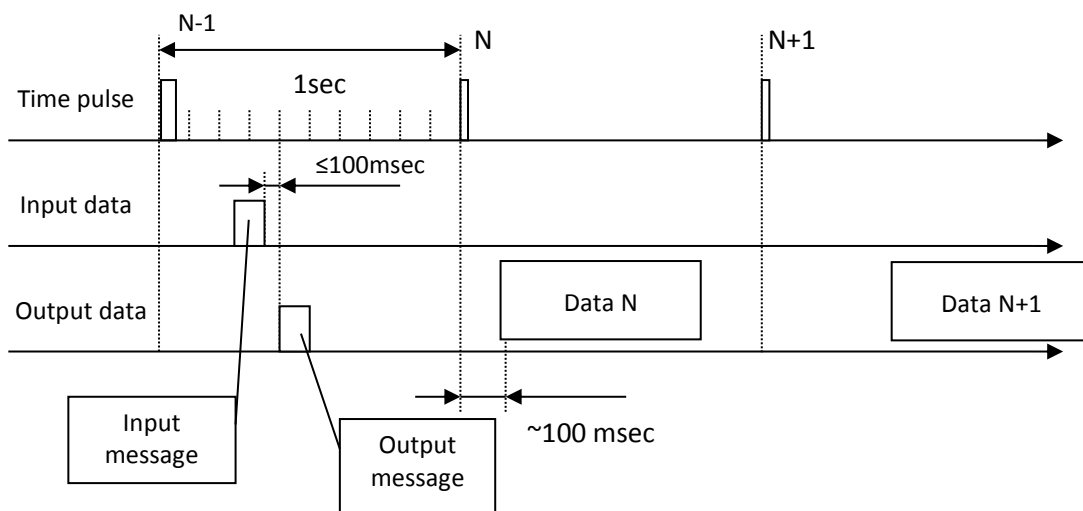 N-1
N
N+1
1sec
Time pulse
≤100msec
Input data
Data N
Data N+1
Output data
Input
message
Output
message
~100 msec